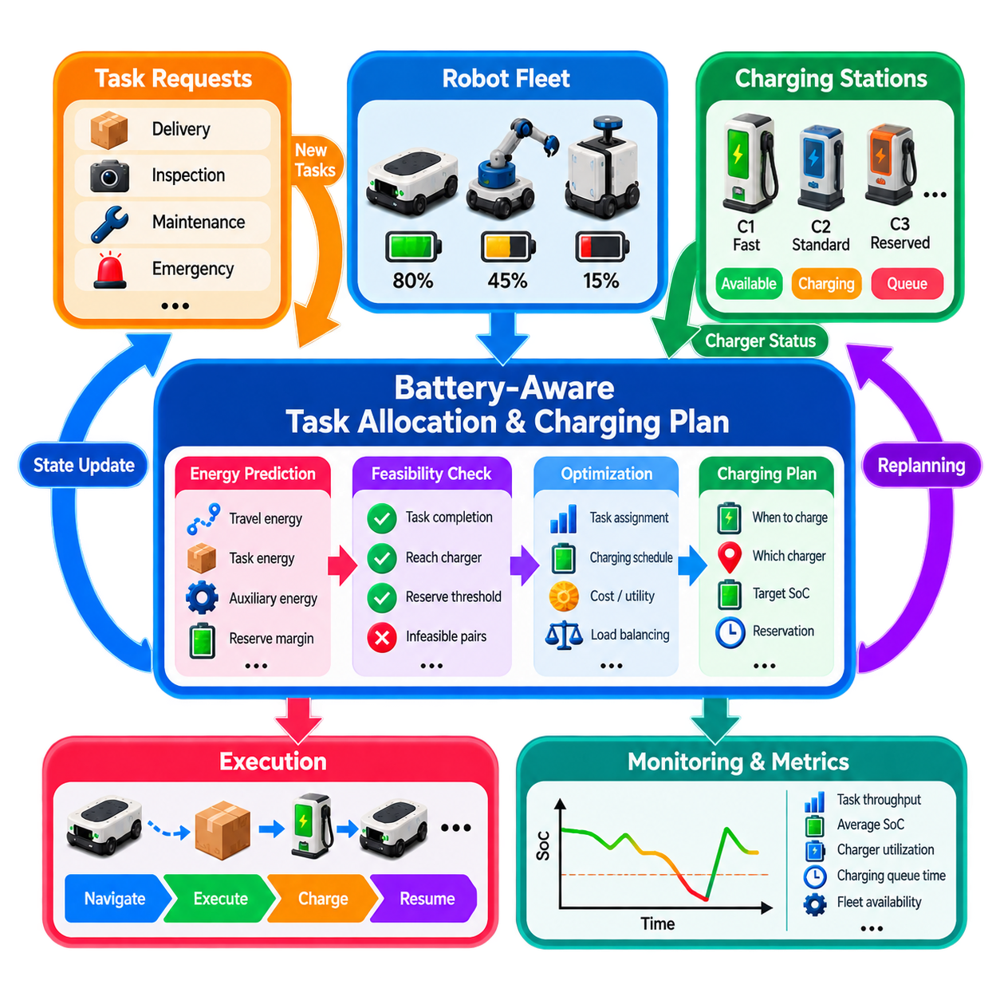 Task Requests
Delivery
Inspection
Maintenance
Emergency
...
New
Tasks
Robot Fleet
80%
45%
15%
Charging Stations
C1
Fast
C2
Standard
C3
Reserved
...
Available
Charging
Queue
Charger Status
State Update
Replanning
Battery-Aware
Task Allocation & Charging Plan
Energy Prediction
Travel energy
Task energy
Auxiliary energy
Reserve margin
...
Feasibility Check
Task completion
Reach charger
Reserve threshold
Infeasible pairs
...
Optimization
Task assignment
Charging schedule
Cost / utility
Load balancing
...
Charging Plan
When to charge
Which charger
Target SoC
Reservation
...
Execution
...
Navigate
Execute
Charge
Resume
Monitoring & Metrics
SoC
Time
Task throughput
Average SoC
Charger utilization
Charging queue time
Fleet availability
...